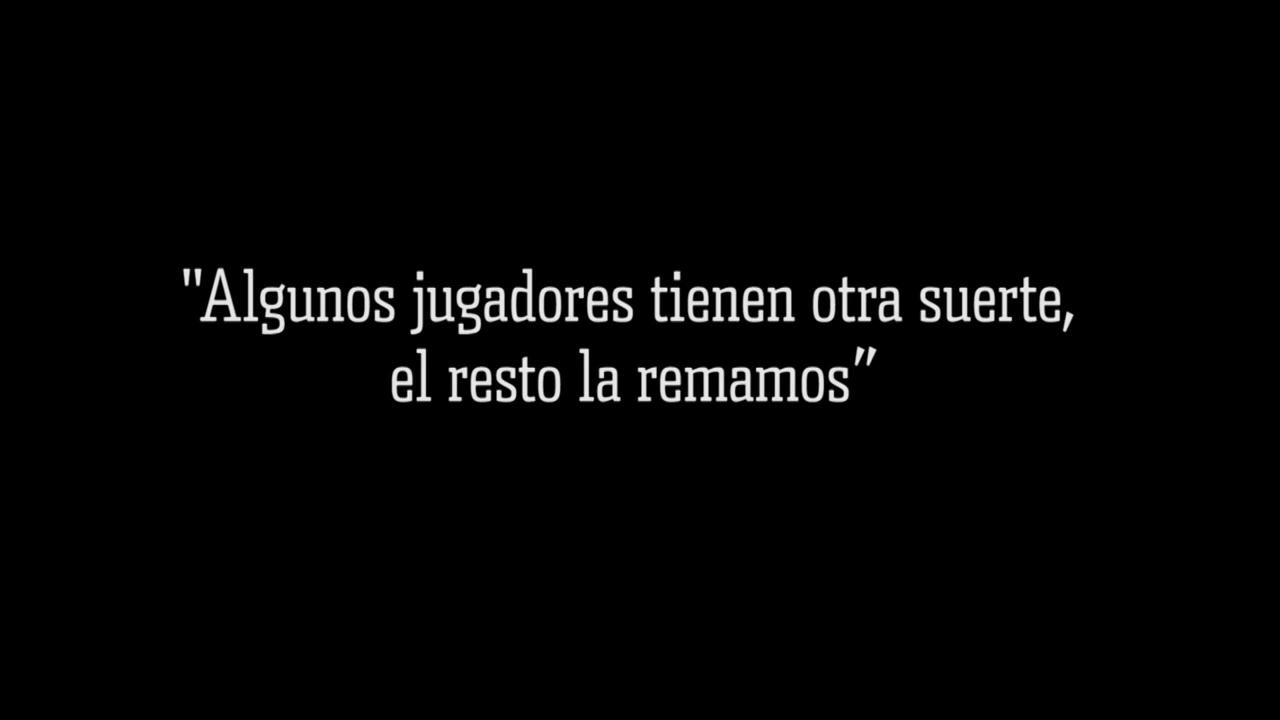 "Algunos jugadores tienen otra suerte,
el resto la remamos”